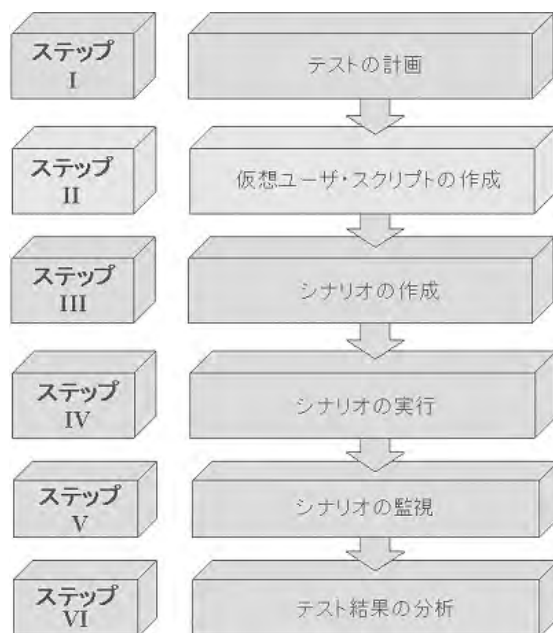 ステップ
I
テストの計画
ステップ
II
仮想ユーザ・スクリプトの作成
ステップ
III
シナリオの作成
ステップ
IV
シナリオの実行
ステップ
V
シナリオの監視
ステップ
VI
テスト結果の分析